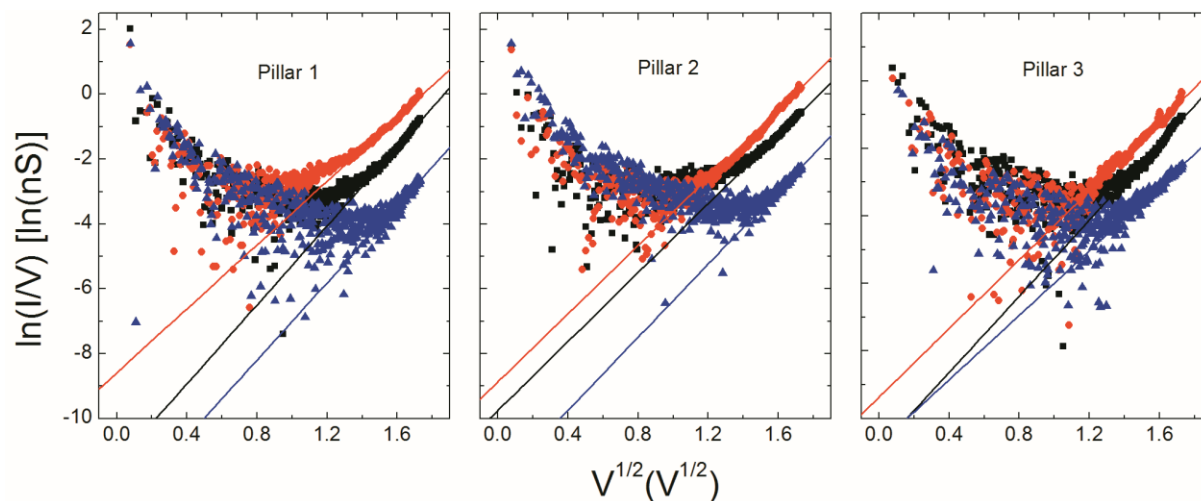 Pillar 1
Pillar 2
Pillar 3
ln(I/V) [ln(nS)]
2
0
-2
-4
-6
-8
-10
0.0 0.4 0.8 1.2 1.6
0.0 0.4 0.8 1.2 1.6
0.0 0.4 0.8 1.2 1.6
V^{1/2}(V^{1/2})